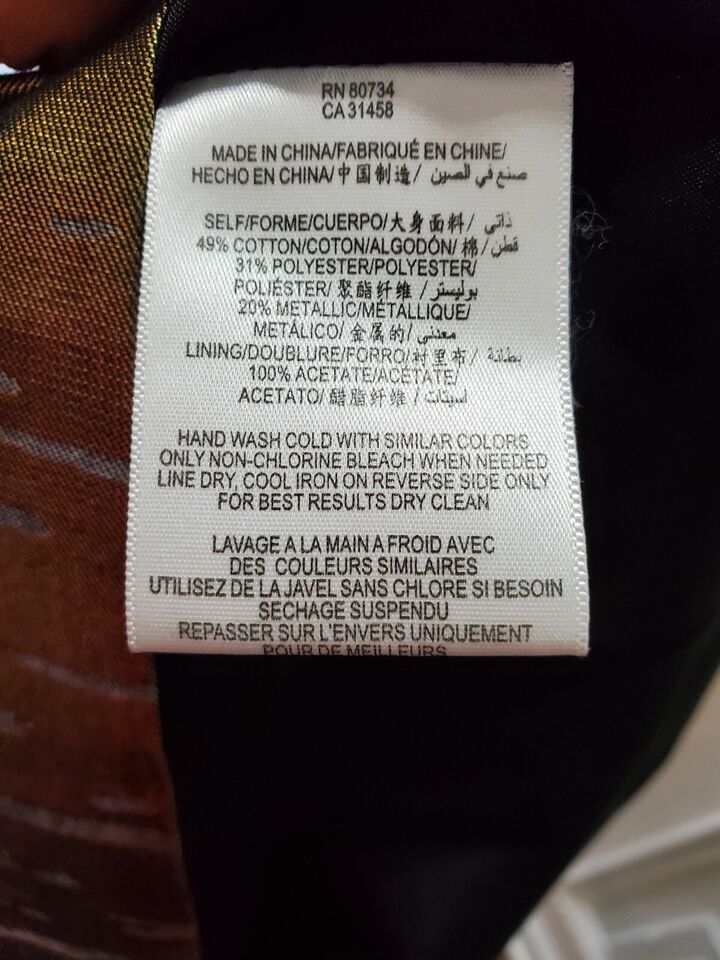 RN 80734
CA 31458
MADE IN CHINA/FABRIQUÉ EN CHINE/
HECHO EN CHINA/中国制造/ صنع في الصين
SELF/FORME/CUERPO/大身面料/ ذاتي
49% COTTON/COTON/ALGODÓN/ 棉/قطن
31% POLYESTER/POLYESTER/
POLIÉSTER/ 聚酯纤维 /بوليستر
20% METALLIC/MÉTALLIQUE/
METÁLICO/ 金属的/معدني
LINING/DOUBLURE/FORRO/衬里布/ بطانة
100% ACETATE/ACÉTATE/
ACETATO/ 醋脂纤维 / اسيتات
HAND WASH COLD WITH SIMILAR COLORS
ONLY NON-CHLORINE BLEACH WHEN NEEDED
LINE DRY, COOL IRON ON REVERSE SIDE ONLY
FOR BEST RESULTS DRY CLEAN
LAVAGE A LA MAIN A FROID AVEC
DES COULEURS SIMILAIRES
UTILISEZ DE LA JAVEL SANS CHLORE SI BESOIN
SECHAGE SUSPENDU
REPASSER SUR L'ENVERS UNIQUEMENT
POUR DE MEILLEURS